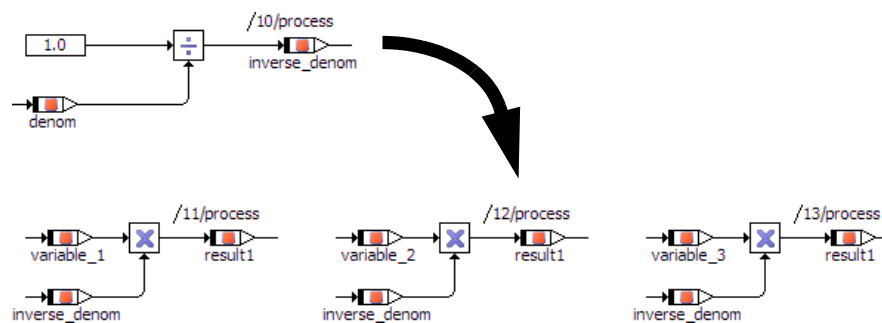 /10/process
1.0
inverse_denom
denom
/11/process
/12/process
/13/process
variable_1
result1
variable_2
result1
variable_3
result1
inverse_denom
inverse_denom
inverse_denom